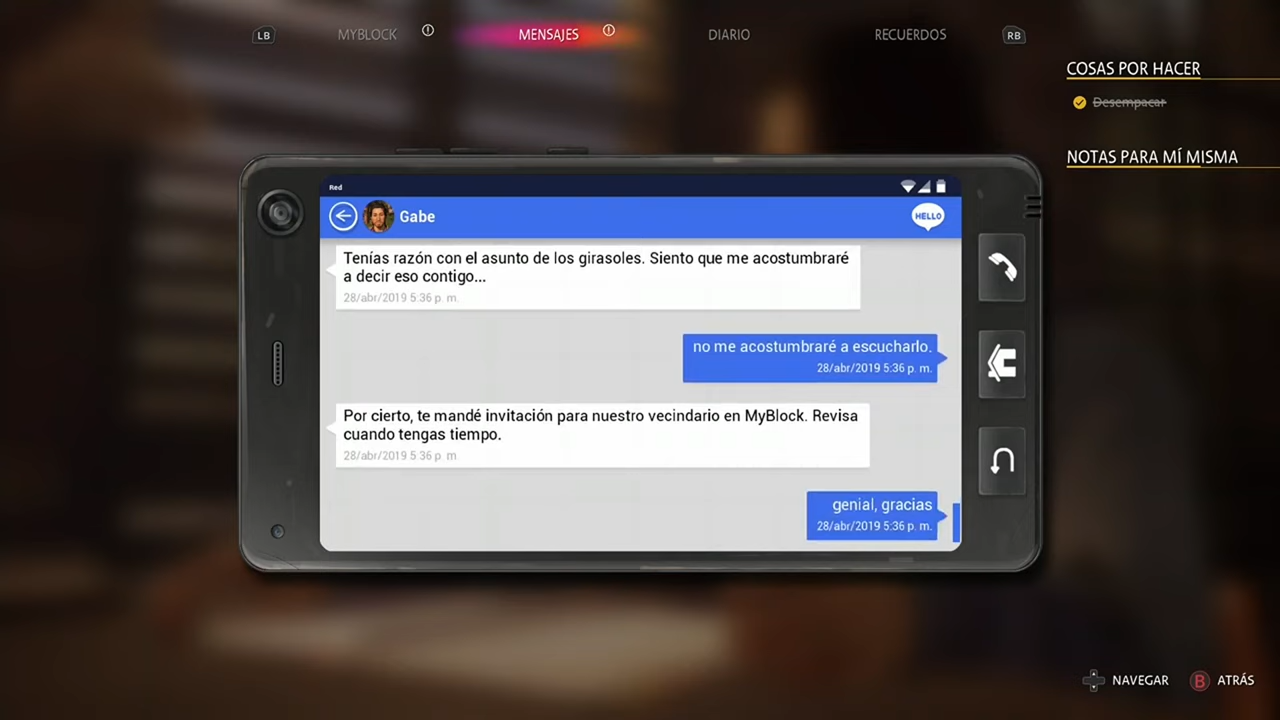 LB
MYBLOCK
MENSAJES
DIARIO
RECUERDOS
RB
COSAS POR HACER
Desempacar
NOTAS PARA MÍ MISMA
Red
Gabe
HELLO
Tenías razón con el asunto de los girasoles. Siento que me acostumbraré
a decir eso contigo...
28/abr/2019 5:36 p. m.
no me acostumbraré a escucharlo.
28/abr/2019 5:36 p. m.
Por cierto, te mandé invitación para nuestro vecindario en MyBlock. Revisa
cuando tengas tiempo.
28/abr/2019 5:36 p. m.
genial, gracias
28/abr/2019 5:36 p. m.
NAVEGAR
B ATRÁS